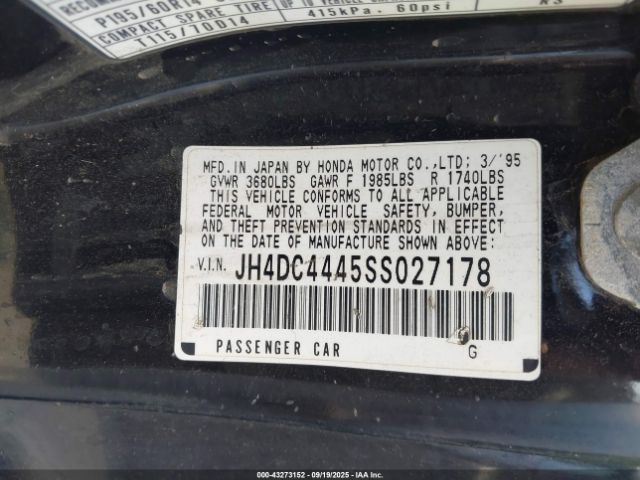 P195/60R14
COMPACT SPARE TIRE
T115/70D14
415kPa, 60psi
MFD. IN JAPAN BY HONDA MOTOR CO.,LTD; 3/'95
GVWR 3680LBS GAWR F 1985LBS R 1740LBS
THIS VEHICLE CONFORMS TO ALL APPLICABLE
FEDERAL MOTOR VEHICLE SAFETY, BUMPER,
AND THEFT PREVENTION STANDARDS IN EFFECT
ON THE DATE OF MANUFACTURE SHOWN ABOVE:
V.I.N. JH4DC4445SS027178
PASSENGER CAR G
000-43273152 - 09/19/2025 - IAAI.COM